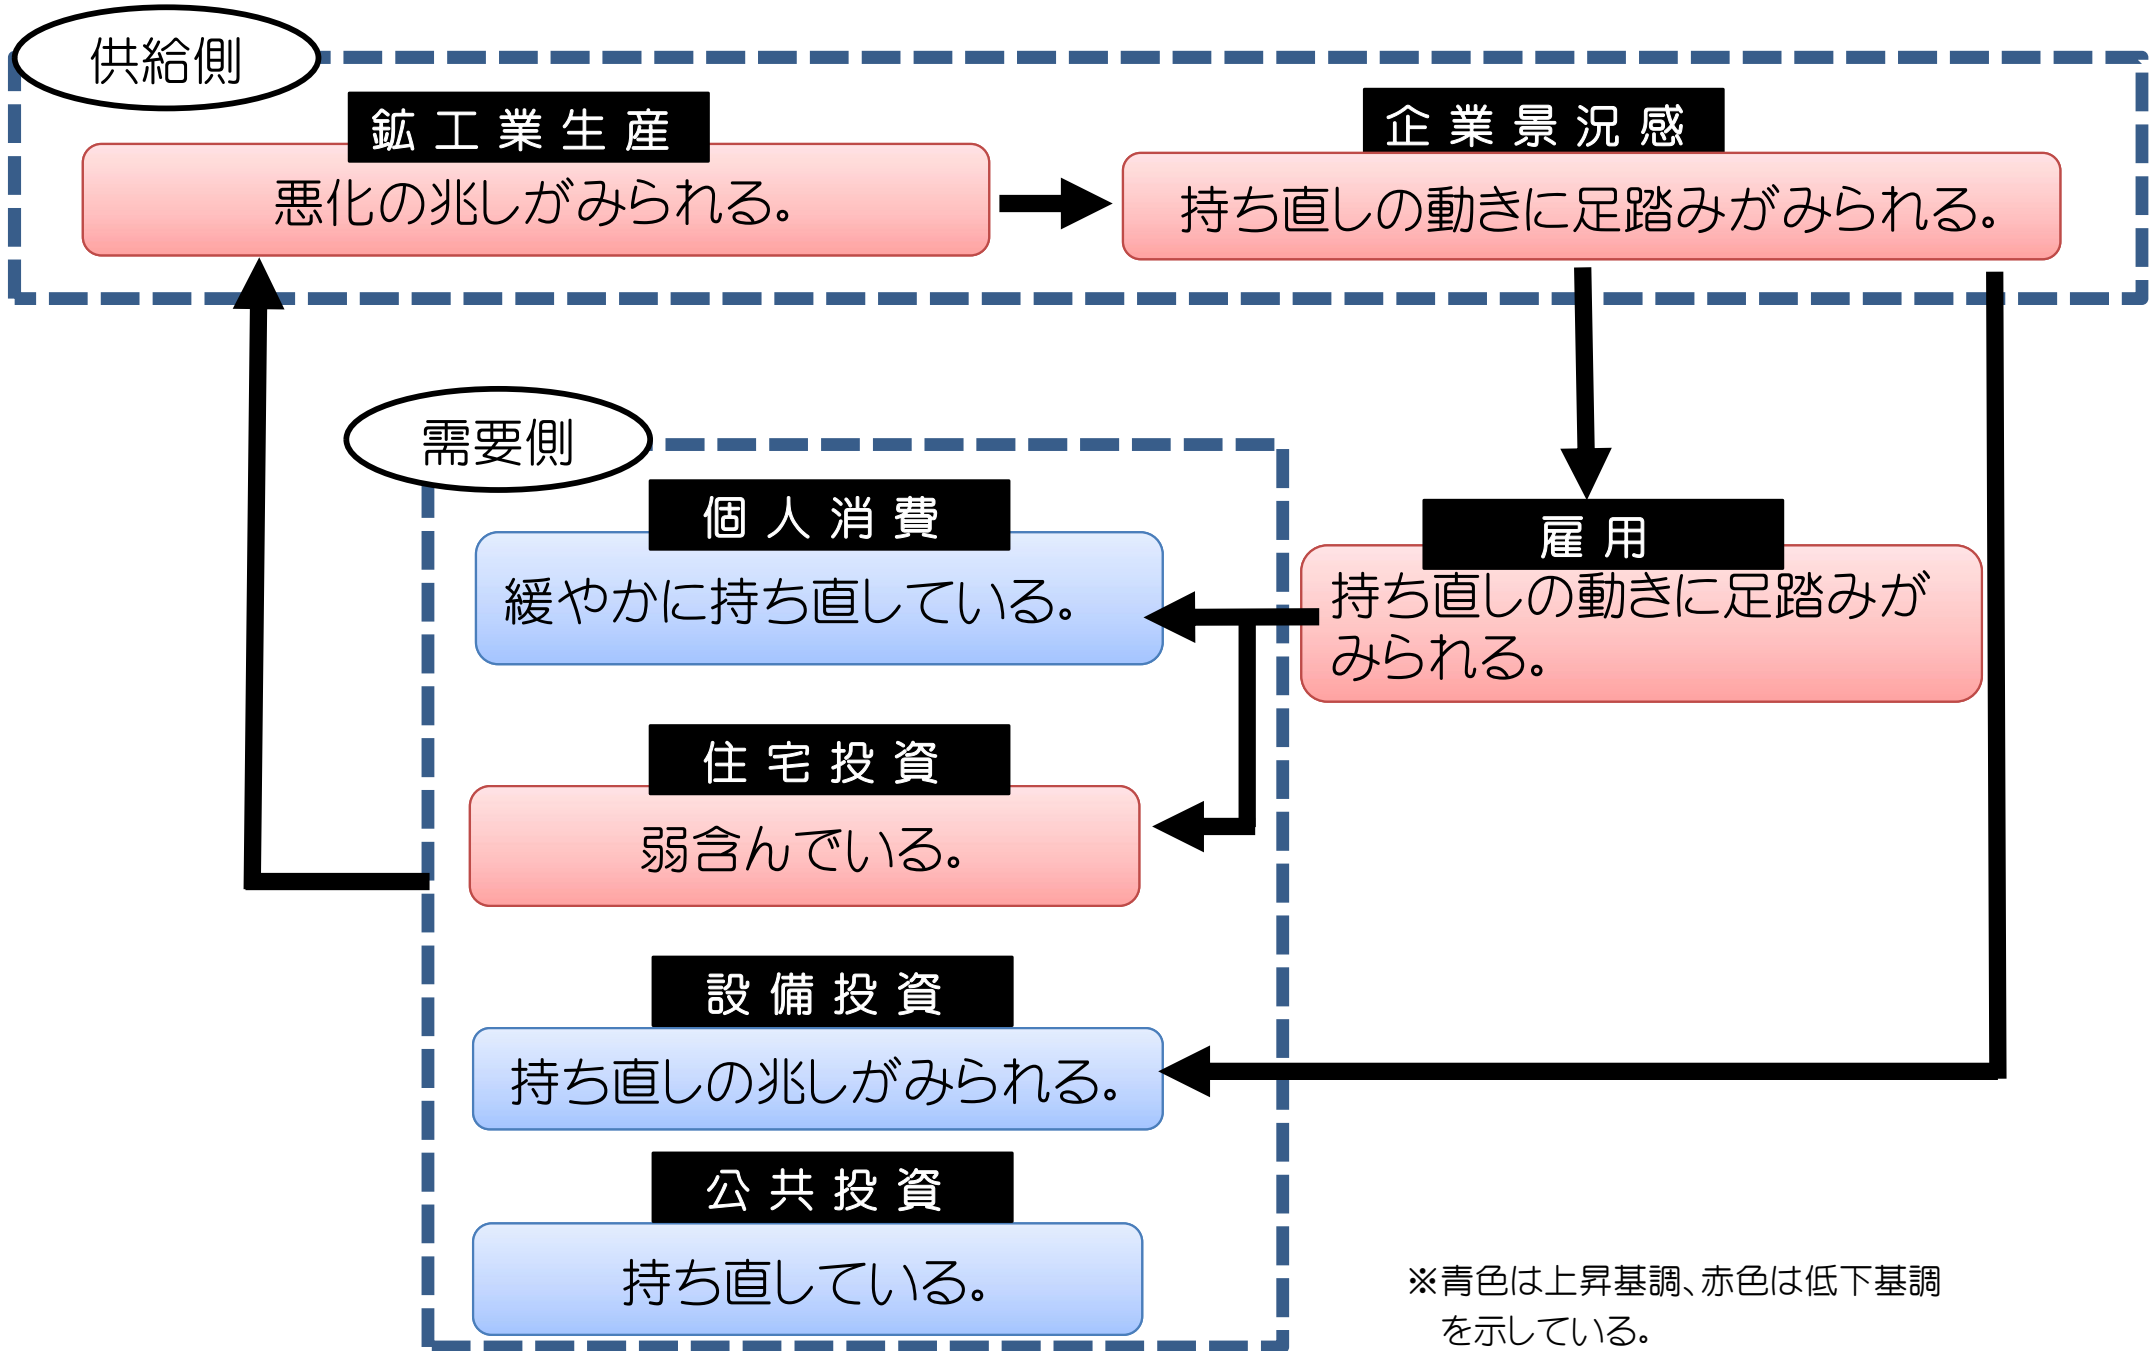 供給側
鉱工業生産
悪化の兆しがみられる。
企業景況感
持ち直しの動きに足踏みがみられる。
需要側
個人消費
緩やかに持ち直している。
雇用
持ち直しの動きに足踏みが
みられる。
住宅投資
弱含んでいる。
設備投資
持ち直しの兆しがみられる。
公共投資
持ち直している。
※青色は上昇基調、赤色は低下基調
を示している。